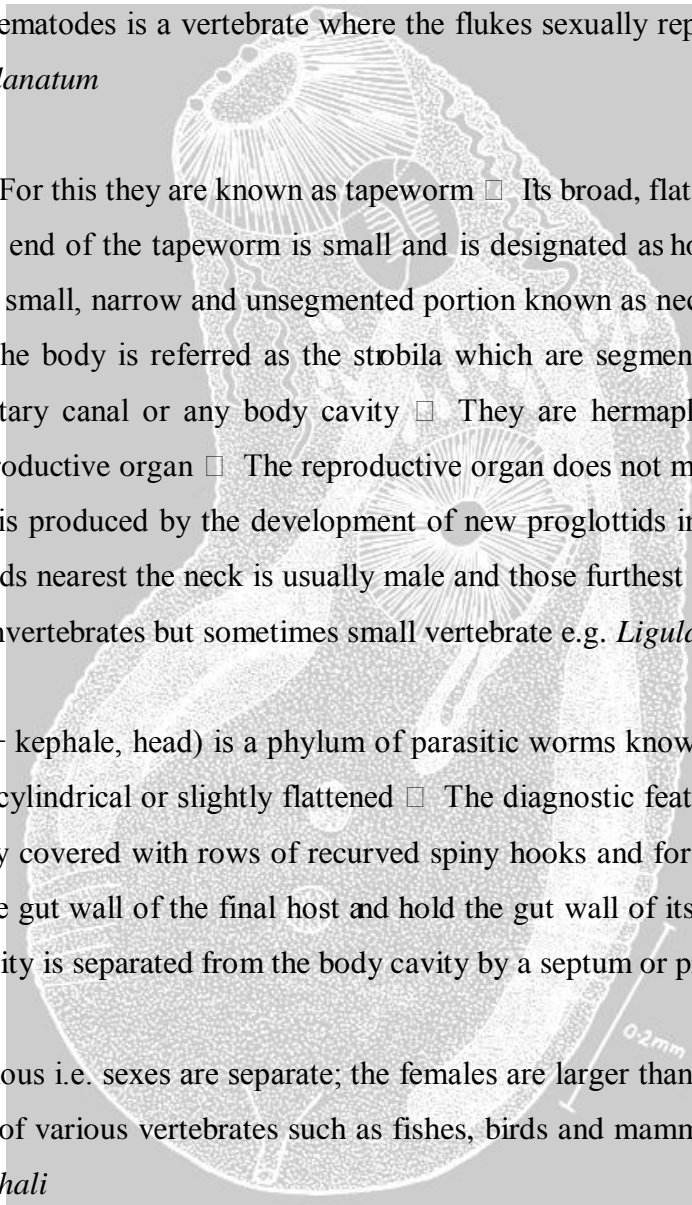 ematodes is a vertebrate where the flukes sexually rep
lanatum
For this they are known as tapeworm □ Its broad, flat
end of the tapeworm is small and is designated as ho
small, narrow and unsegmented portion known as nec
he body is referred as the strobila which are segmen
tary canal or any body cavity □ They are hermaph
roductive organ □ The reproductive organ does not m
is produced by the development of new proglottids in
ds nearest the neck is usually male and those furthest
nvertebrates but sometimes small vertebrate e.g. Ligula
kephale, head) is a phylum of parasitic worms know
cylindrical or slightly flattened □ The diagnostic feat
y covered with rows of recurved spiny hooks and for
e gut wall of the final host and hold the gut wall of its
ity is separated from the body cavity by a septum or p
0·2mm
ous i.e. sexes are separate; the females are larger than
of various vertebrates such as fishes, birds and mamm
hali